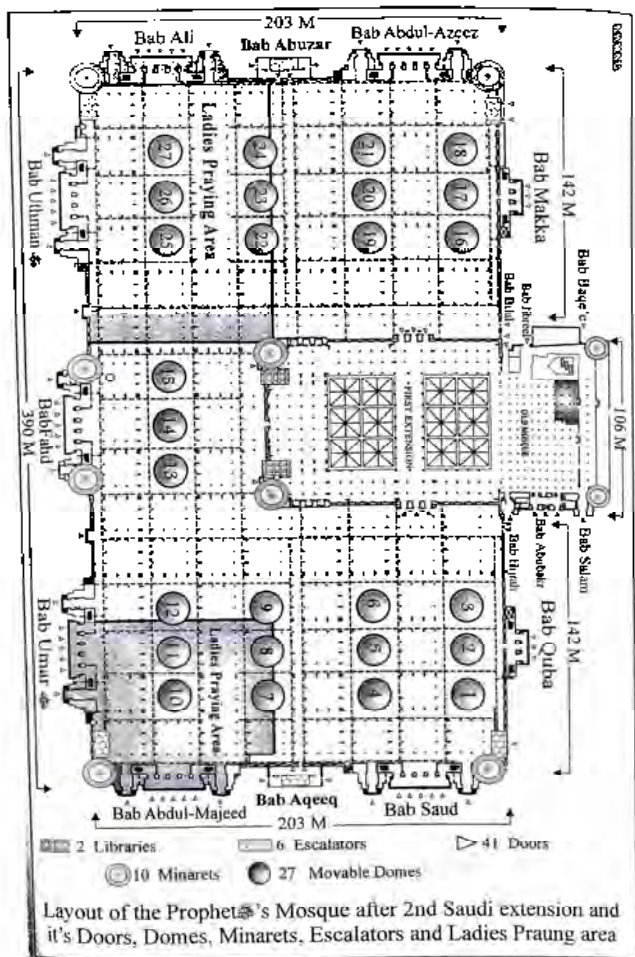 203 M
Bab Ali
Bab Abuzar
Bab Abdul-Azeez
Ladies Praying Area
27
24
21
18
26
23
20
17
25
22
19
16
Bab Uthman
Bab Makka
142 M
Bab Bilal
Bab Jibreel
Bab Baqe'e
15
14
13
Bab Fahd
390 M
FIRST EXTENSION
OLD MOSQUE
106 M
Bab Salam
Bab Abubakr
142 M
Bab Quba
12
9
6
3
11
8
5
2
10
7
4
1
Ladies Praying Area
Bab Umar
Bab Abdul-Majeed
Bab Aqeeq
Bab Saud
203 M
2 Libraries
6 Escalators
41 Doors
10 Minarets
27 Movable Domes
Layout of the Prophetﷺ's Mosque after 2nd Saudi extension and
it's Doors, Domes, Minarets, Escalators and Ladies Praung area